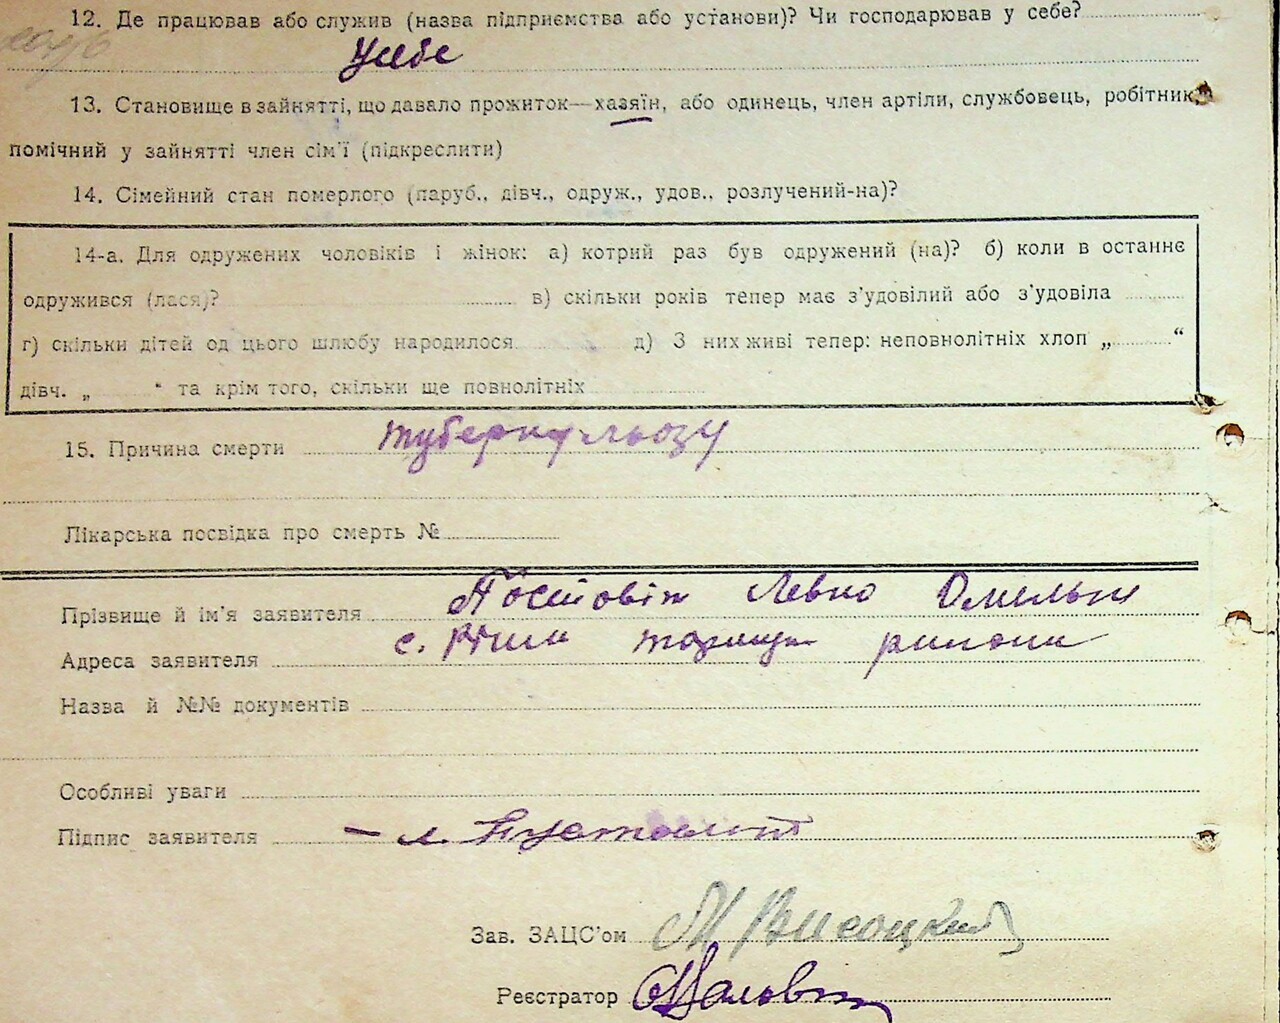 12. Де працював або служив (назва підприємства або установи)? Чи господарював у себе?
У себе
13. Становище в зайнятті, що давало прожиток—хазяїн, або одинець, член артіли, службовець, робітник,
помічний у зайнятті член сім'ї (підкреслити)
14. Сімейний стан померлого (паруб., дівч., одруж., удов., розлучений-на)?
14-а. Для одружених чоловіків і жінок: а) котрий раз був одружений (на)? б) коли в останнє
одружився (лася)? в) скільки років тепер має з'удовілий або з'удовіла
г) скільки дітей од цього шлюбу народилося д) З них живі тепер: неповнолітніх хлоп „ “
дівч. „ “ та крім того, скільки ще повнолітніх
15. Причина смерти туберкульозу
Лікарська посвідка про смерть №
Прізвище й ім'я заявителя Левко
Адреса заявителя с.
Назва й №№ документів
Особливі уваги
Підпис заявителя
Зав. ЗАЦС'ом Висоцкий
Реєстратор